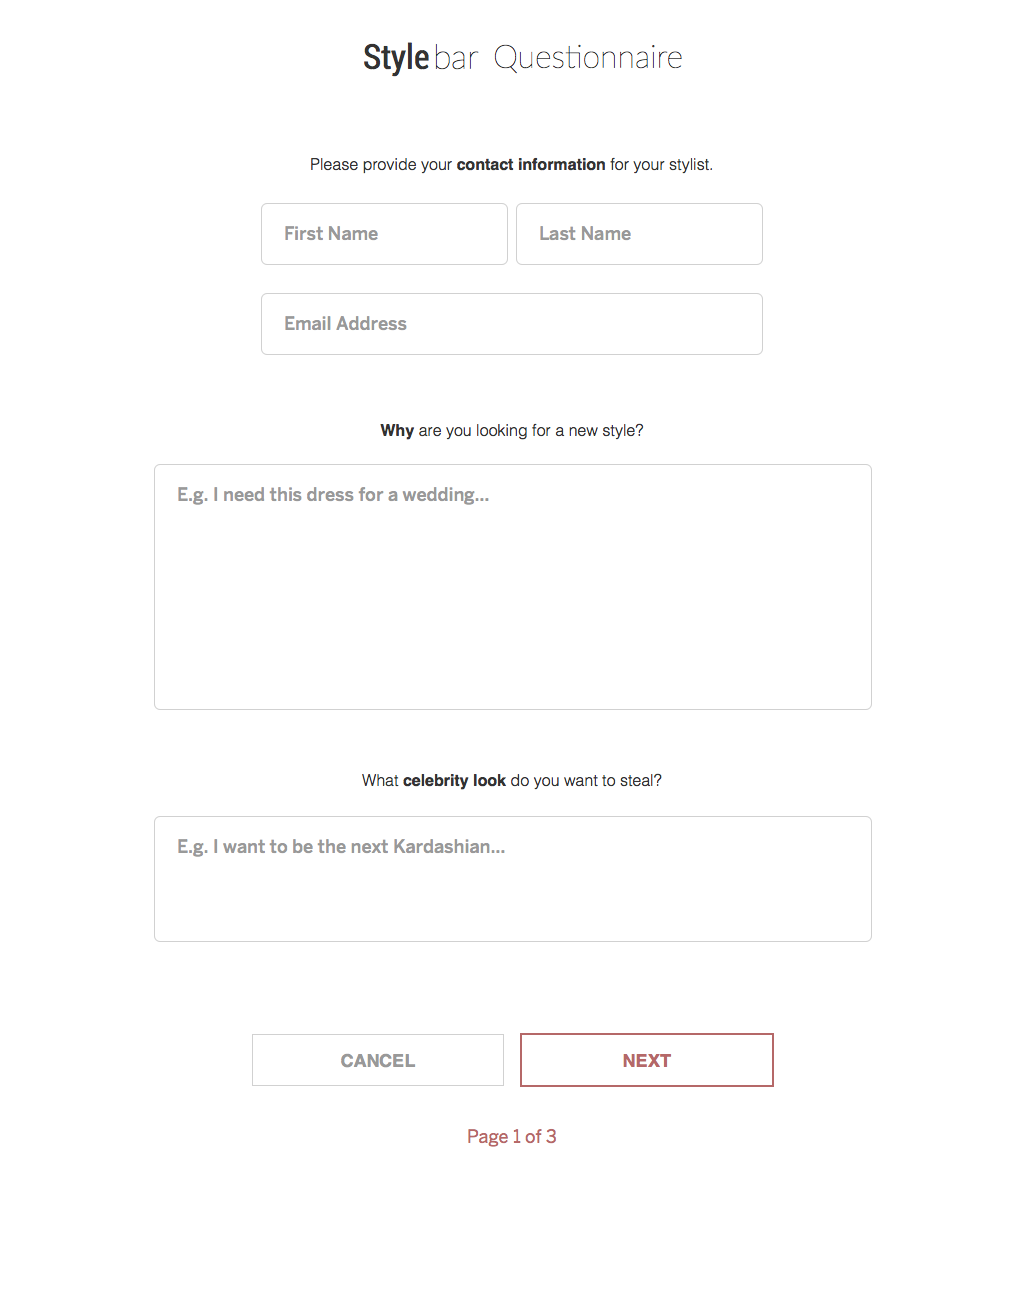 Stylebar Questionnaire
Please provide your contact information for your stylist.
First Name Last Name
Email Address
Why are you looking for a new style?
E.g. I need this dress for a wedding...
What celebrity look do you want to steal?
E.g. I want to be the next Kardashian...
CANCEL NEXT
Page 1 of 3